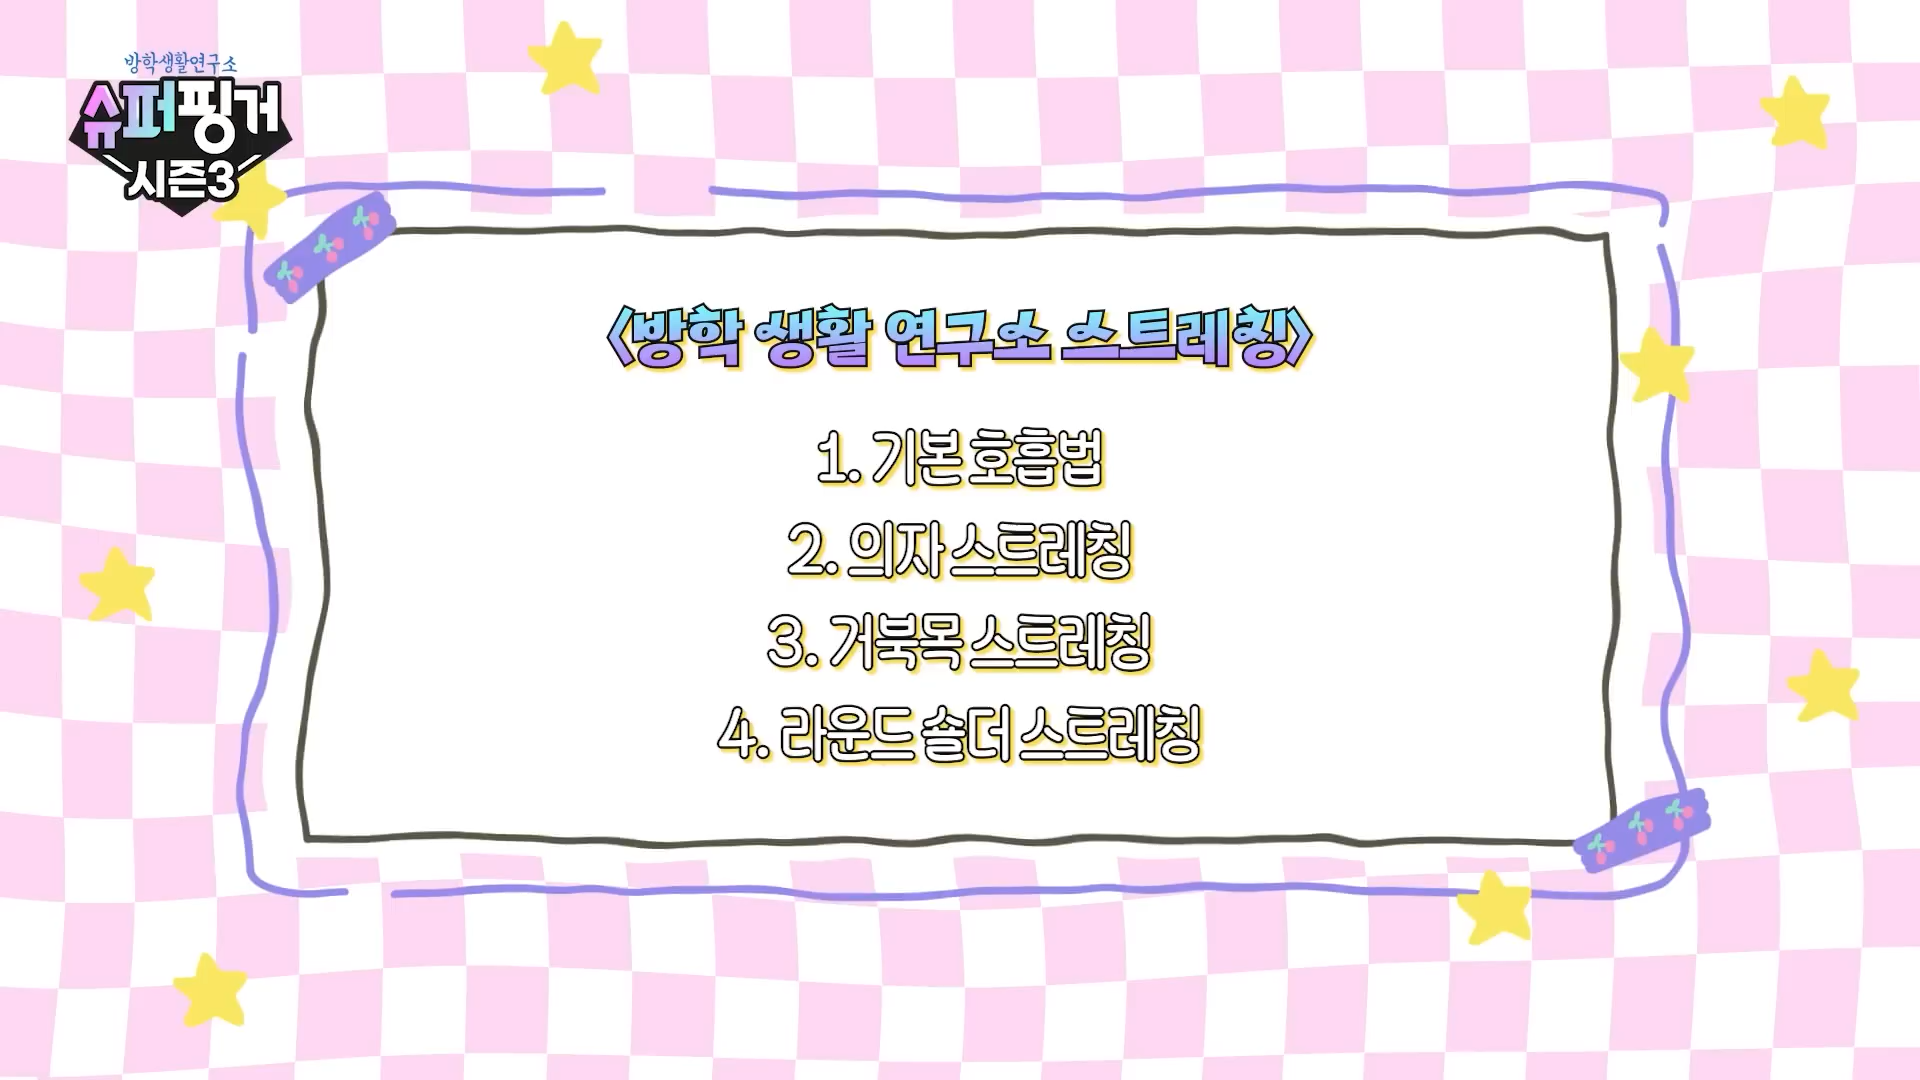 방학생활연구소
슈퍼핑거
시즌3
<방학 생활 연구소 스트레칭>
1. 기본 호흡법
2. 의자 스트레칭
3. 거북목 스트레칭
4. 라운드 숄더 스트레칭